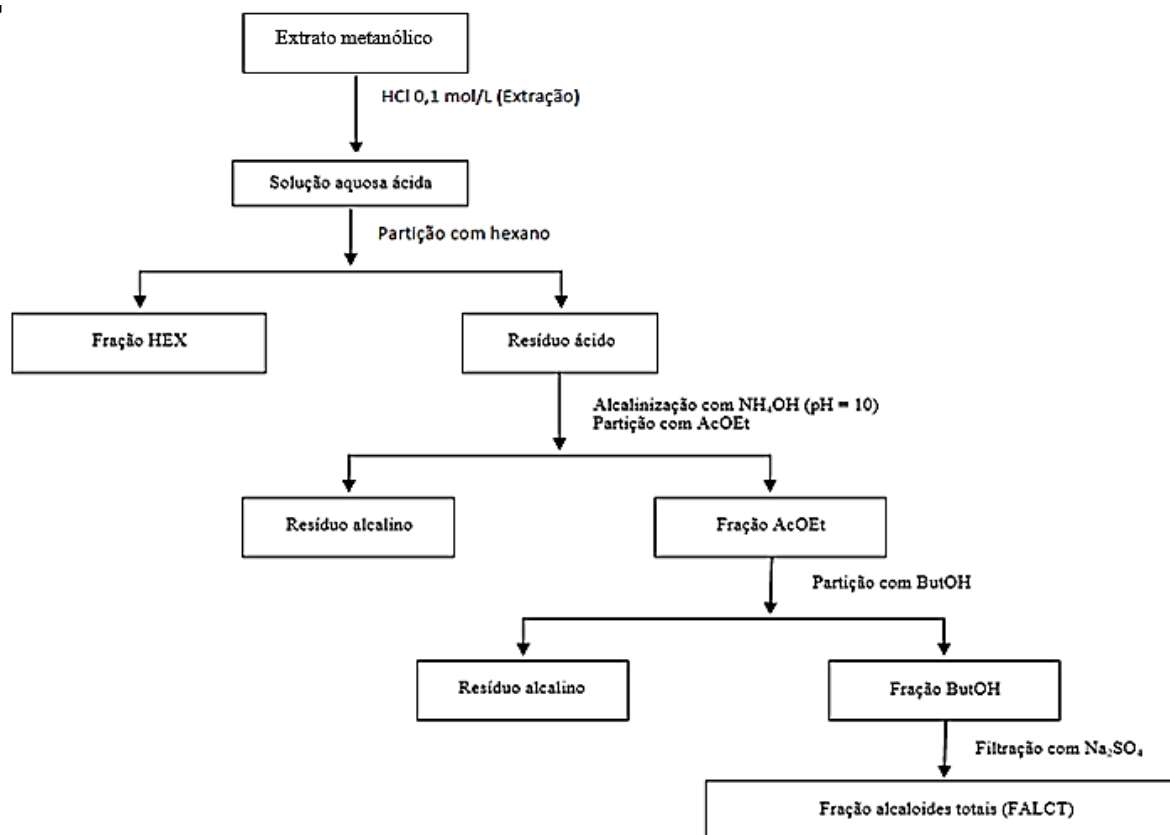 Extrato metanólico
HCl 0,1 mol/L (Extração)
Solução aquosa ácida
Partição com hexano
Fração HEX
Resíduo ácido
Alcalinização com NH₄OH (pH = 10)
Partição com AcOEt
Resíduo alcalino
Fração AcOEt
Partição com ButOH
Resíduo alcalino
Fração ButOH
Filtração com Na₂SO₄
Fração alcaloides totais (FALCT)